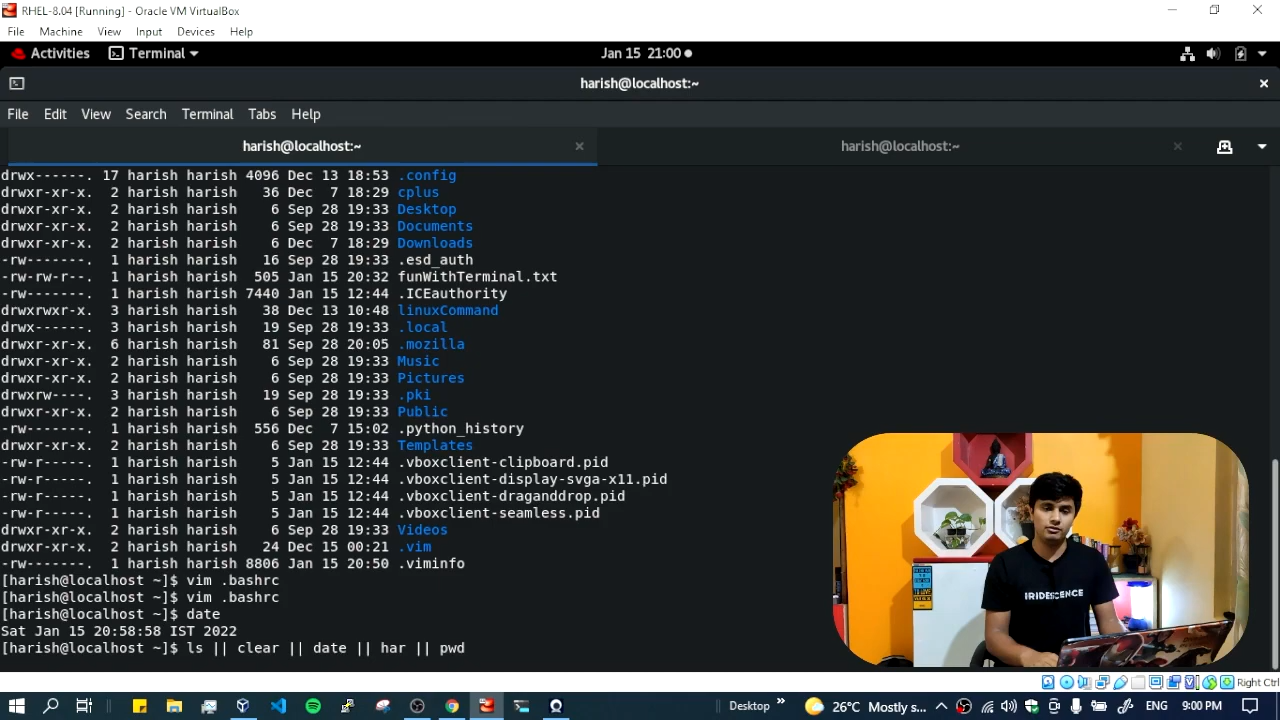 RHEL-8.04 [Running] - Oracle VM VirtualBox
File Machine View Input Devices Help
Activities Terminal Jan 15 21:00
harish@localhost:~
File Edit View Search Terminal Tabs Help
harish@localhost:~ harish@localhost:~
drwx------. 17 harish harish 4096 Dec 13 18:53 .config
drwxr-xr-x. 2 harish harish 36 Dec 7 18:29 cplus
drwxr-xr-x. 2 harish harish 6 Sep 28 19:33 Desktop
drwxr-xr-x. 2 harish harish 6 Sep 28 19:33 Documents
drwxr-xr-x. 2 harish harish 6 Dec 7 18:29 Downloads
-rw-------. 1 harish harish 16 Sep 28 19:33 .esd_auth
-rw-rw-r--. 1 harish harish 505 Jan 15 20:32 funWithTerminal.txt
-rw-------. 1 harish harish 7440 Jan 15 12:44 .ICEauthority
drwxrwxr-x. 3 harish harish 38 Dec 13 10:48 linuxCommand
drwx------. 3 harish harish 19 Sep 28 19:33 .local
drwxr-xr-x. 6 harish harish 81 Sep 28 20:05 .mozilla
drwxr-xr-x. 2 harish harish 6 Sep 28 19:33 Music
drwxr-xr-x. 2 harish harish 6 Sep 28 19:33 Pictures
drwxrw----. 3 harish harish 19 Sep 28 19:33 .pki
drwxr-xr-x. 2 harish harish 6 Sep 28 19:33 Public
-rw-------. 1 harish harish 556 Dec 7 15:02 .python_history
drwxr-xr-x. 2 harish harish 6 Sep 28 19:33 Templates
-rw-r-----. 1 harish harish 5 Jan 15 12:44 .vboxclient-clipboard.pid
-rw-r-----. 1 harish harish 5 Jan 15 12:44 .vboxclient-display-svga-x11.pid
-rw-r-----. 1 harish harish 5 Jan 15 12:44 .vboxclient-draganddrop.pid
-rw-r-----. 1 harish harish 5 Jan 15 12:44 .vboxclient-seamless.pid
drwxr-xr-x. 2 harish harish 6 Sep 28 19:33 Videos
drwxr-xr-x. 2 harish harish 24 Dec 15 00:21 .vim
-rw-------. 1 harish harish 8806 Jan 15 20:50 .viminfo
[harish@localhost ~]$ vim .bashrc
[harish@localhost ~]$ vim .bashrc
[harish@localhost ~]$ date
Sat Jan 15 20:58:58 IST 2022
[harish@localhost ~]$ ls || clear || date || har || pwd
IRIDESCENCE
Right Ctrl
Desktop 26°C Mostly s... ENG 9:00 PM